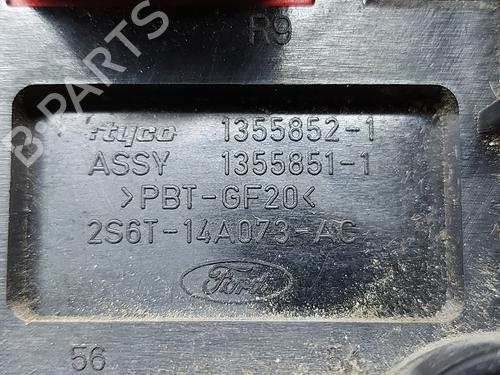 R9
tyco 1355852-1
ASSY 1355851-1
>PBT-GF20<
2S6T-14A073-AC
Ford
56
B-PARTS